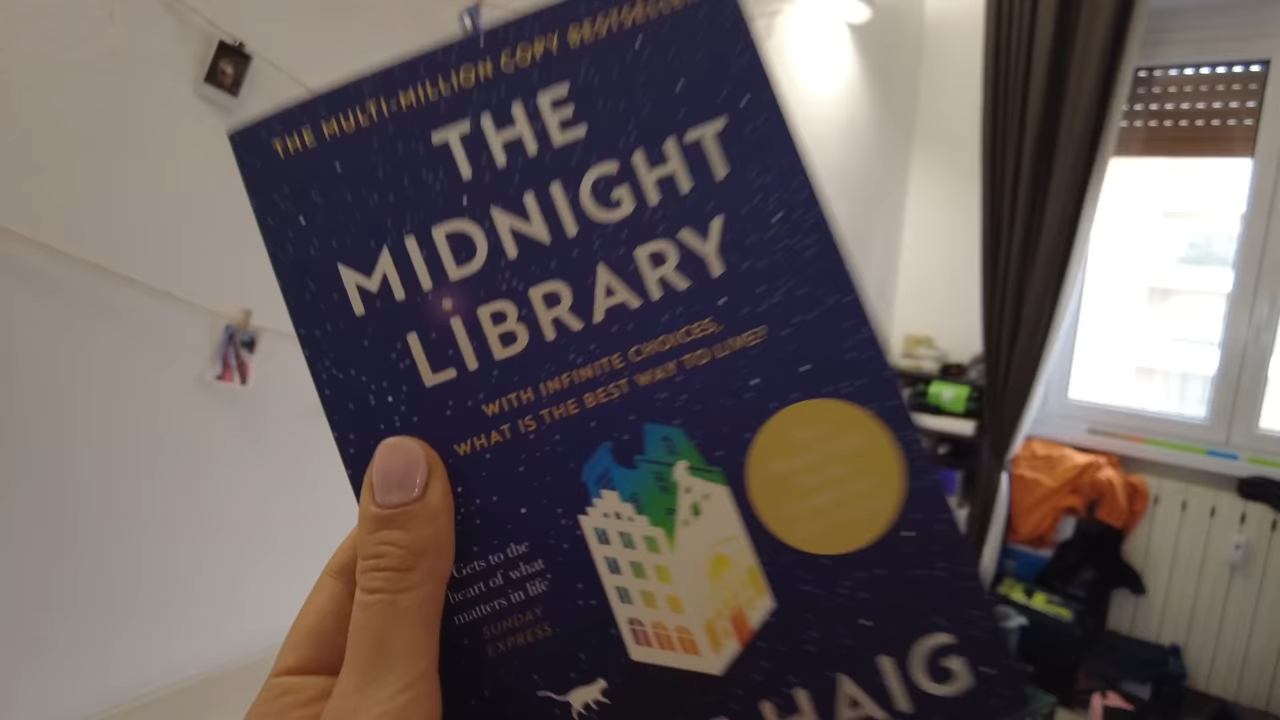 THE MULTI-MILLION COPY BESTSELLER
THE
MIDNIGHT
LIBRARY
WITH INFINITE CHOICES,
WHAT IS THE BEST WAY TO LIVE?
'Gets to the
heart of what
matters in life'
SUNDAY
EXPRESS
HAIG